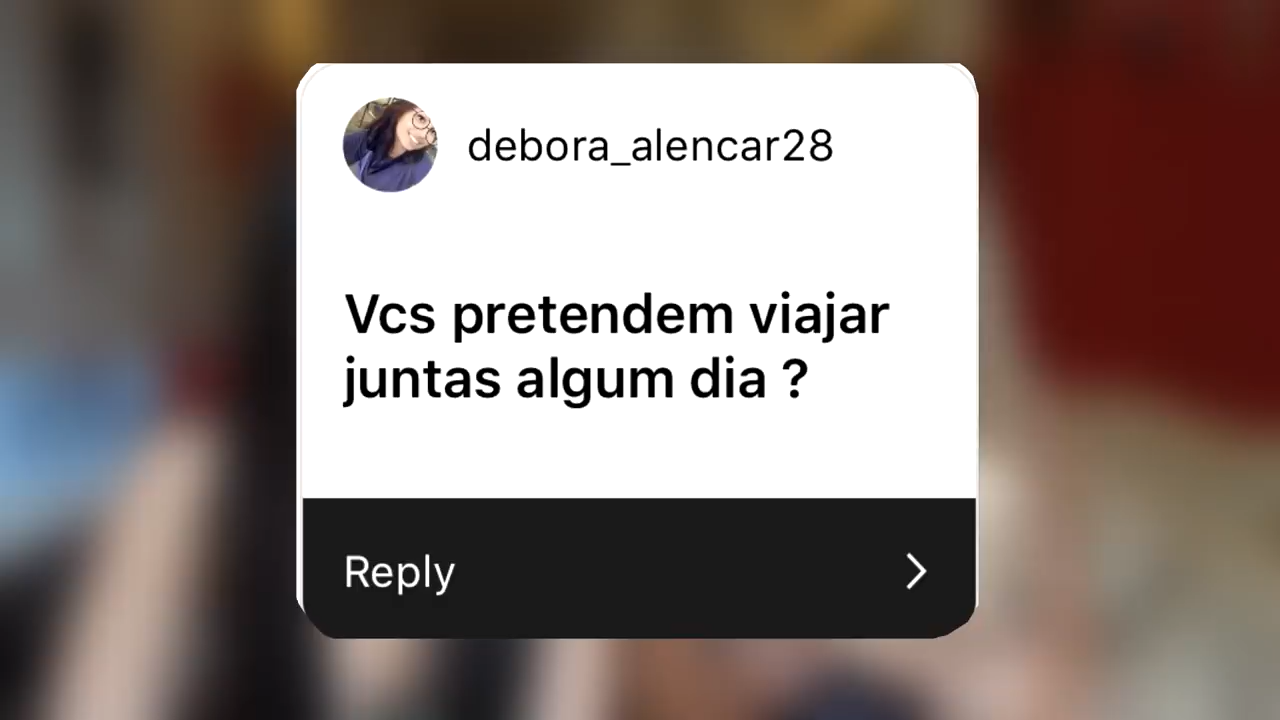 debora_alencar28
Vcs pretendem viajar
juntas algum dia ?
Reply